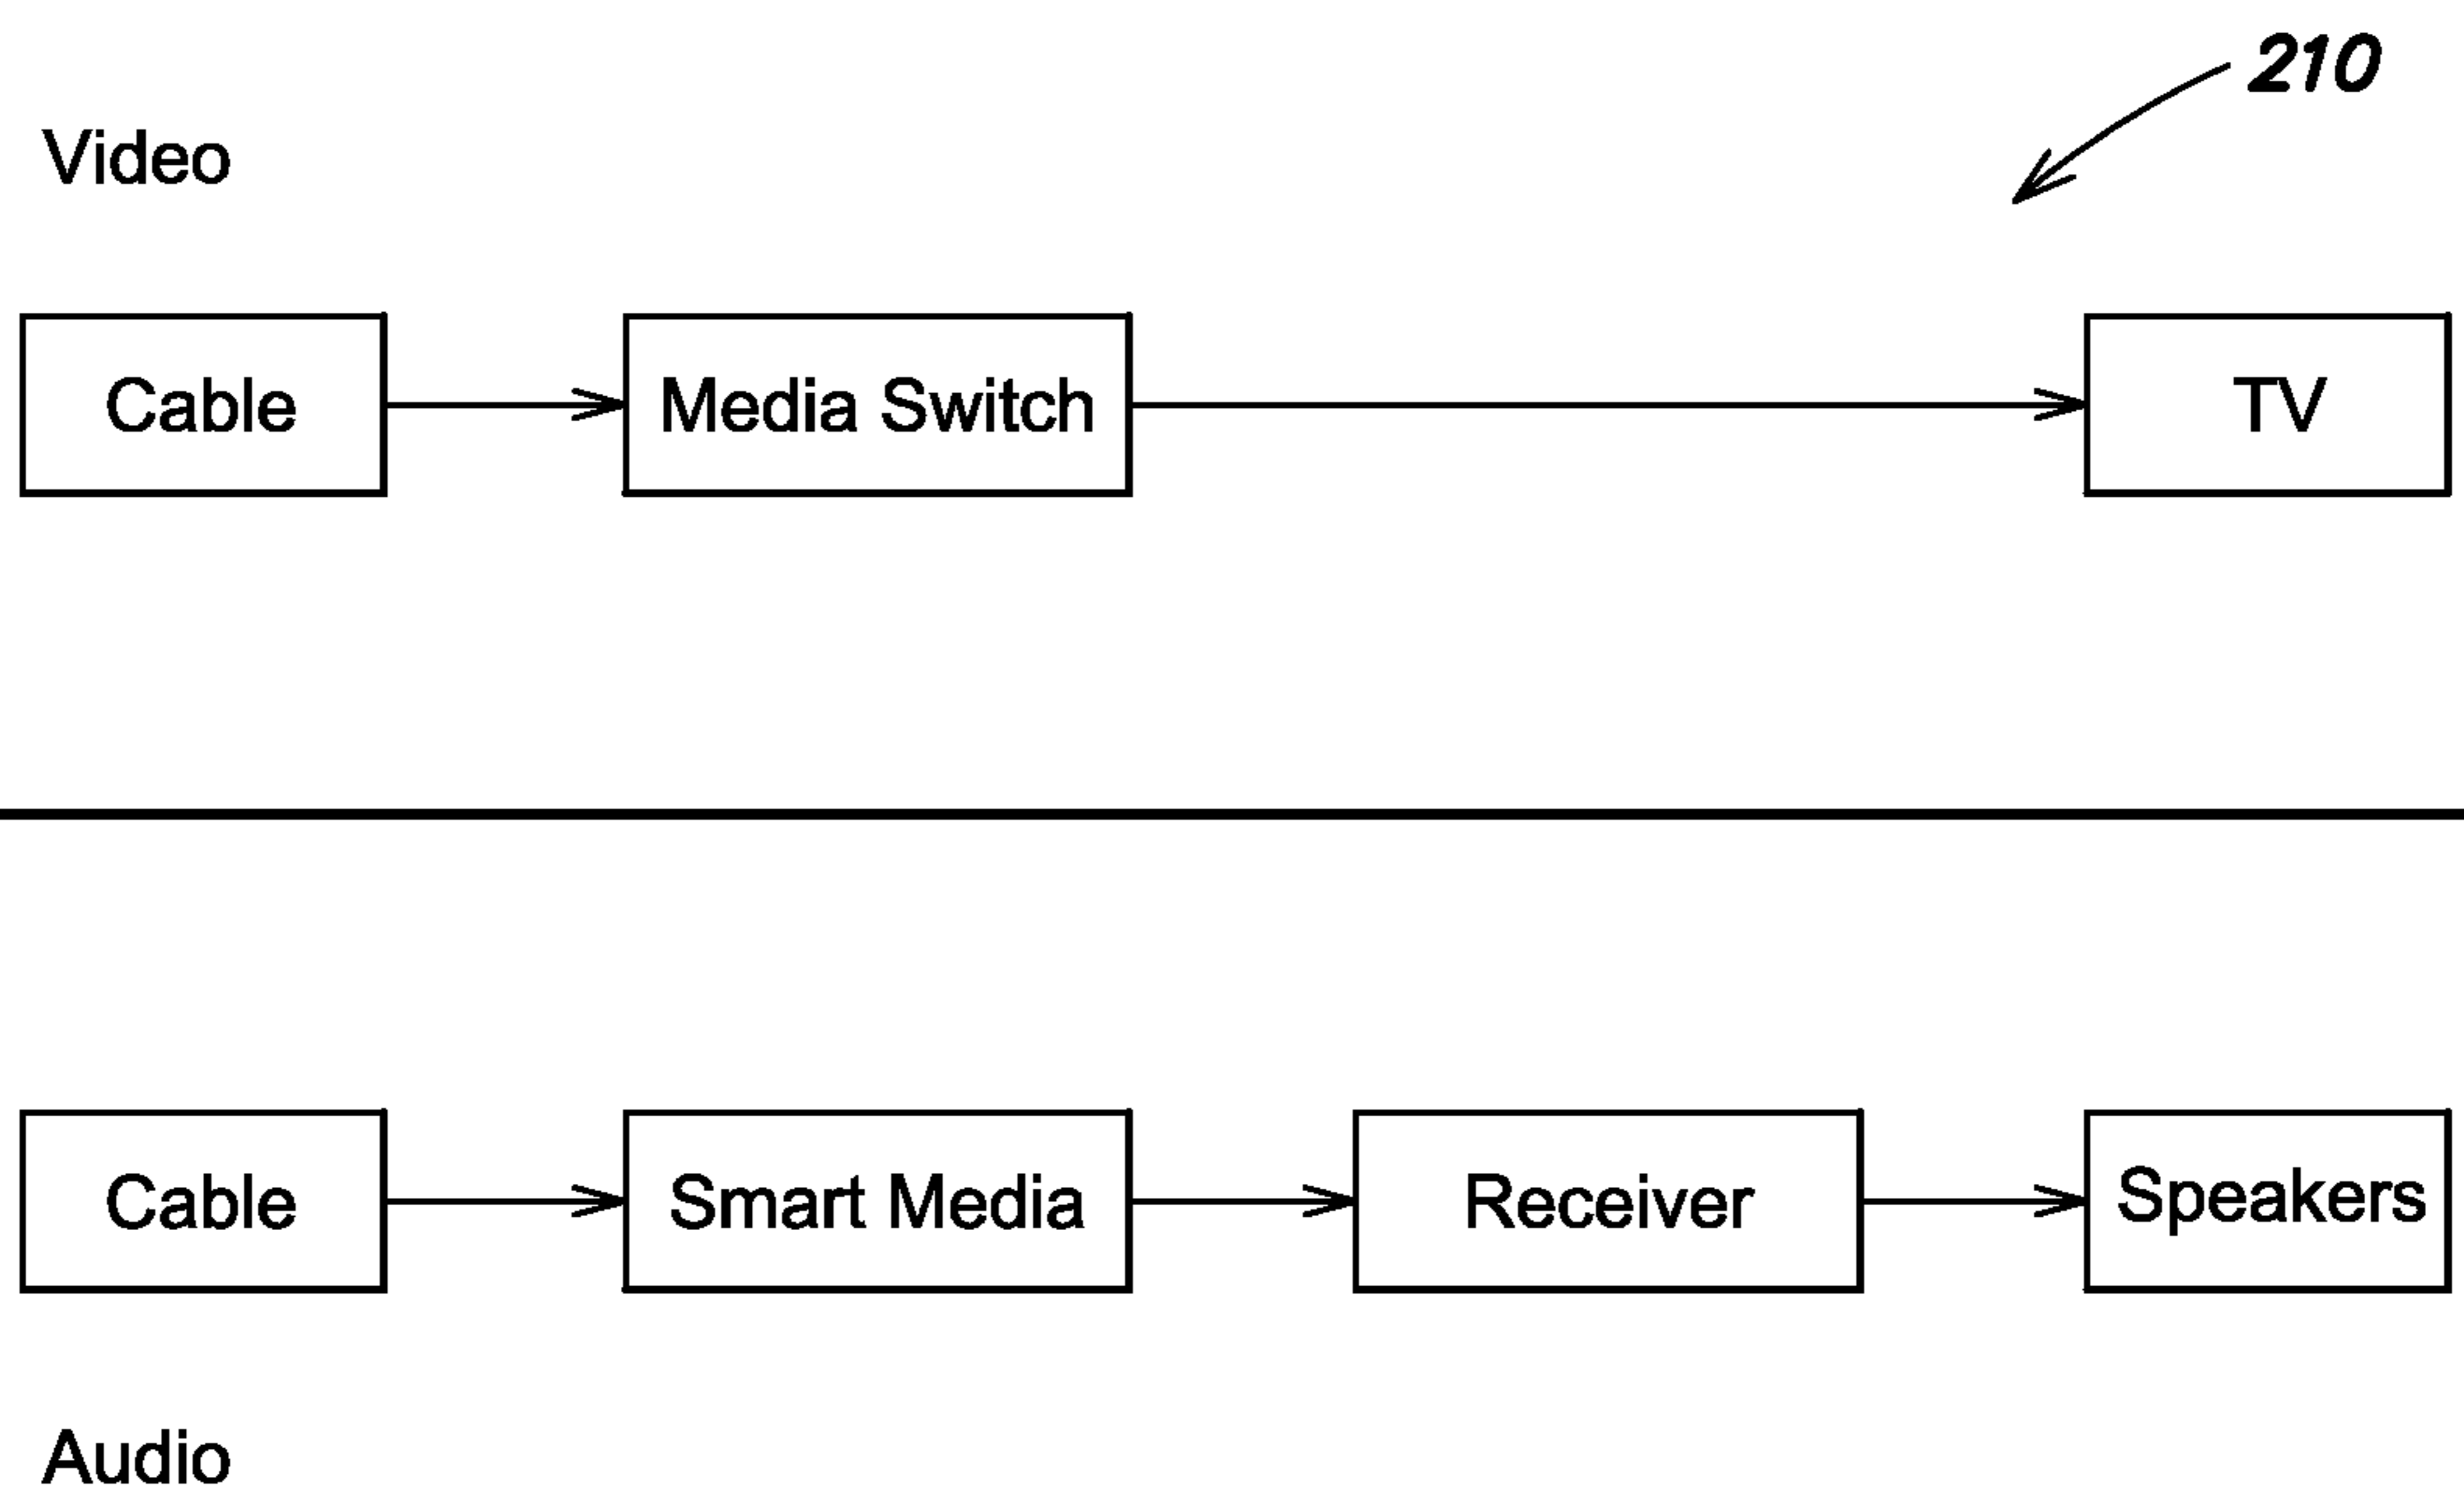 210
Video
Cable
Media Switch
TV
Cable
Smart Media
Receiver
Speakers
Audio